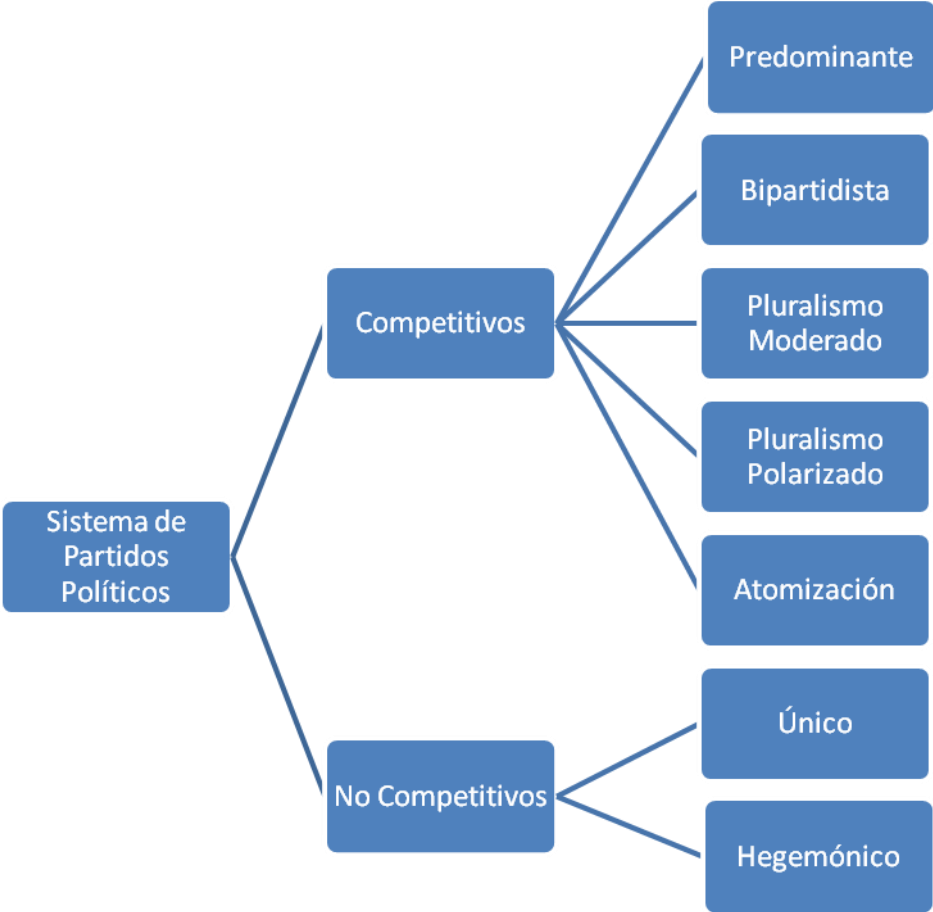 Sistema de
Partidos
Políticos
Competitivos
Predominante
Bipartidista
Pluralismo
Moderado
Pluralismo
Polarizado
Atomización
No Competitivos
Único
Hegemónico